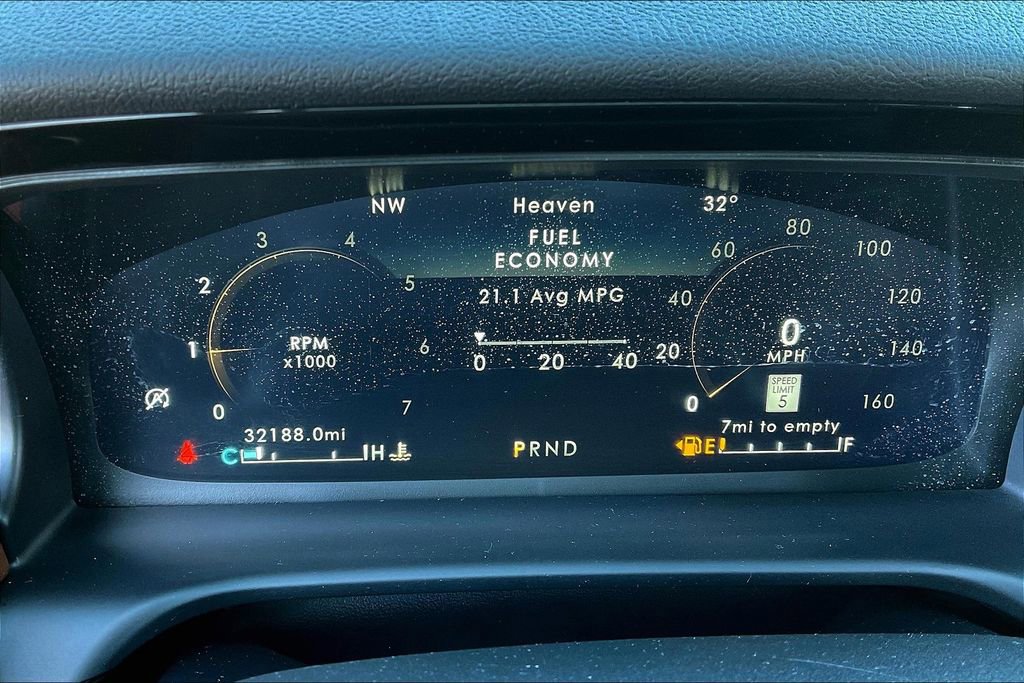 NW Heaven 32°
FUEL
ECONOMY
21.1 Avg MPG
0 20 40
0 1 2 3 4 5 6 7
RPM
x1000
0 20 40 60 80 100 120 140 160
0
MPH
SPEED
LIMIT
5
32188.0mi
C H
PRND
7mi to empty
E F